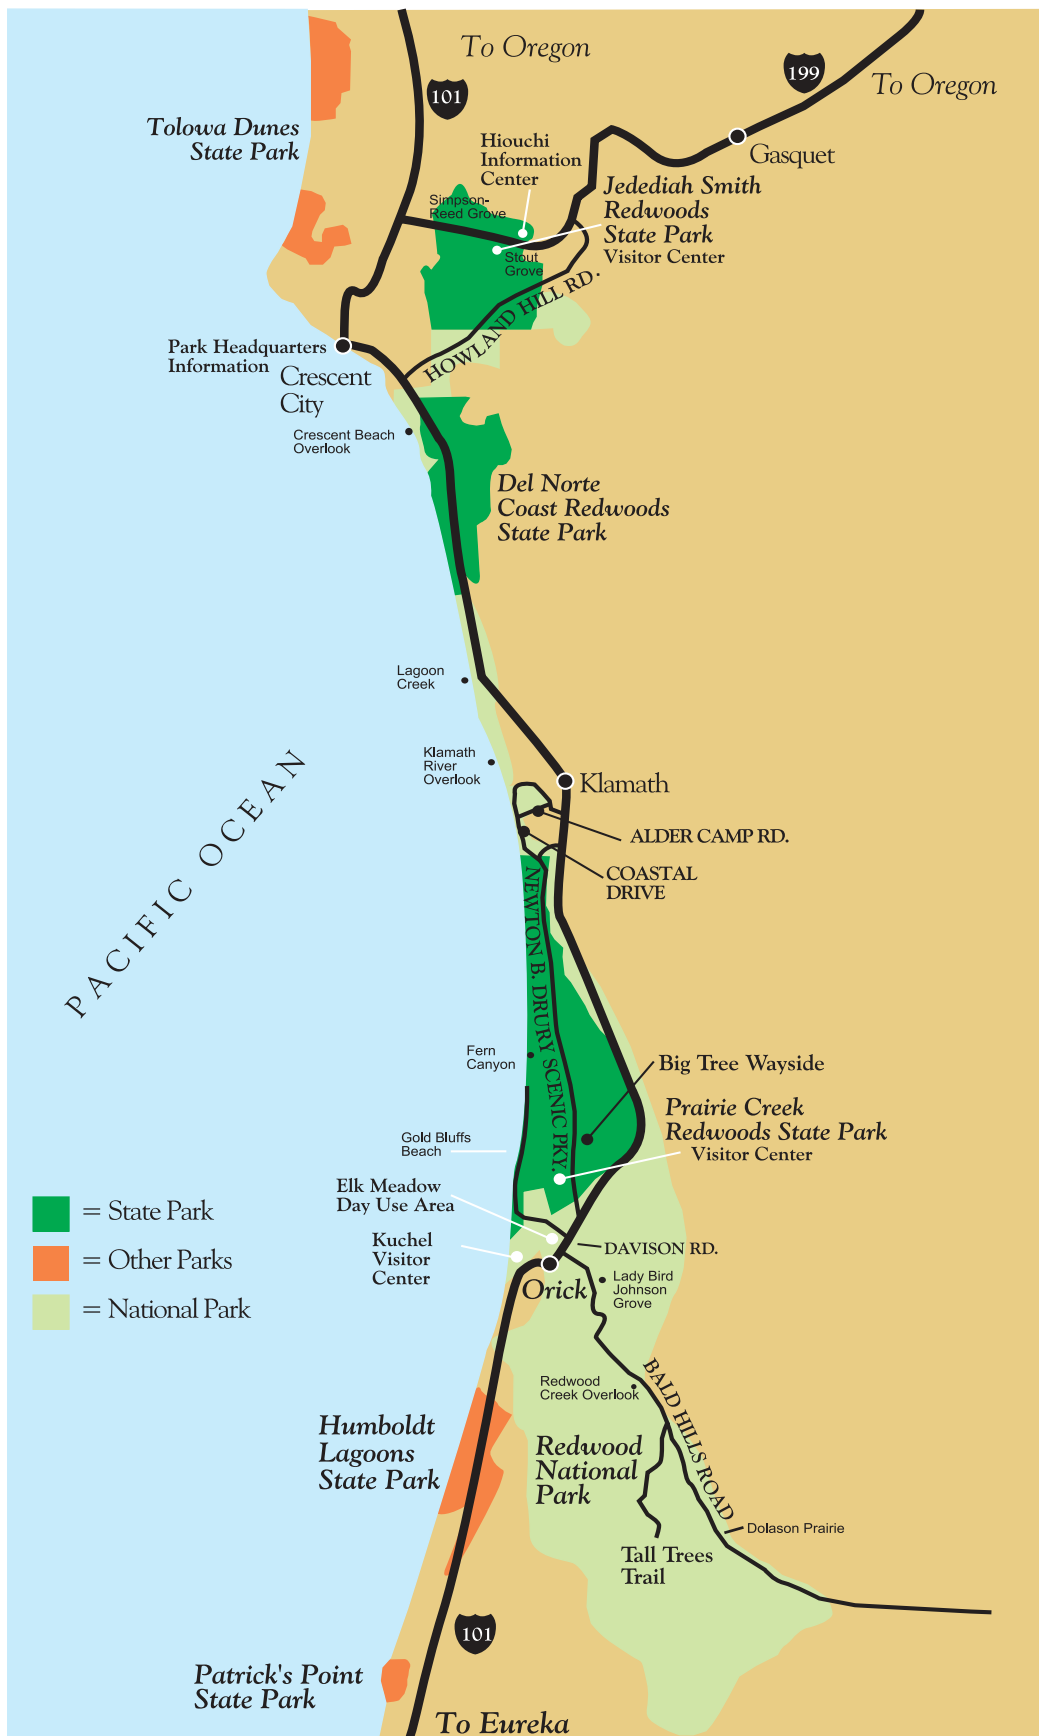 To Oregon
199
To Oregon
101
Tolowa Dunes
State Park
Hiouchi
Information
Center
Gasquet
Jedediah Smith
Redwoods
State Park
Visitor Center
Simpson-
Reed Grove
Stout
Grove
HOWLAND HILL RD.
Park Headquarters
Information
Crescent
City
Crescent Beach
Overlook
Del Norte
Coast Redwoods
State Park
Lagoon
Creek
Klamath
River
Overlook
Klamath
PACIFIC OCEAN
ALDER CAMP RD.
COASTAL
DRIVE
NEWTON B. DRURY SCENIC PKY.
Fern
Canyon
Big Tree Wayside
Prairie Creek
Redwoods State Park
Visitor Center
Gold Bluffs
Beach
Elk Meadow
Day Use Area
Kuchel
Visitor
Center
= State Park
= Other Parks
= National Park
DAVISON RD.
Orick
Lady Bird
Johnson
Grove
Redwood
Creek Overlook
BALD HILLS ROAD
Humboldt
Lagoons
State Park
Redwood
National
Park
Dolason Prairie
Tall Trees
Trail
101
Patrick's Point
State Park
To Eureka